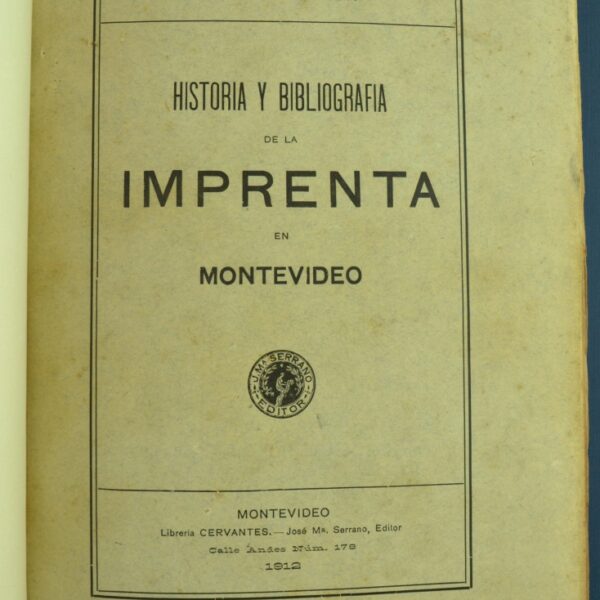 HISTORIA Y BIBLIOGRAFIA
DE LA
IMPRENTA
EN
MONTEVIDEO
J. Mª. SERRANO
EDITOR
MONTEVIDEO
Libreria CERVANTES.—José Mª. Serrano, Editor
Calle Andes Núm. 178
1912